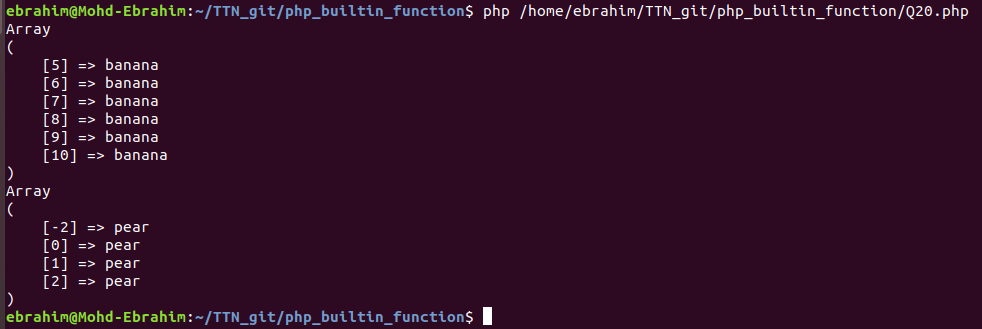 ebrahim@Mohd-Ebrahim:~/TTN_git/php_builtin_function$ php /home/ebrahim/TTN_git/php_builtin_function/Q20.php
Array
(
    [5] => banana
    [6] => banana
    [7] => banana
    [8] => banana
    [9] => banana
    [10] => banana
)
Array
(
    [-2] => pear
    [0] => pear
    [1] => pear
    [2] => pear
)
ebrahim@Mohd-Ebrahim:~/TTN_git/php_builtin_function$